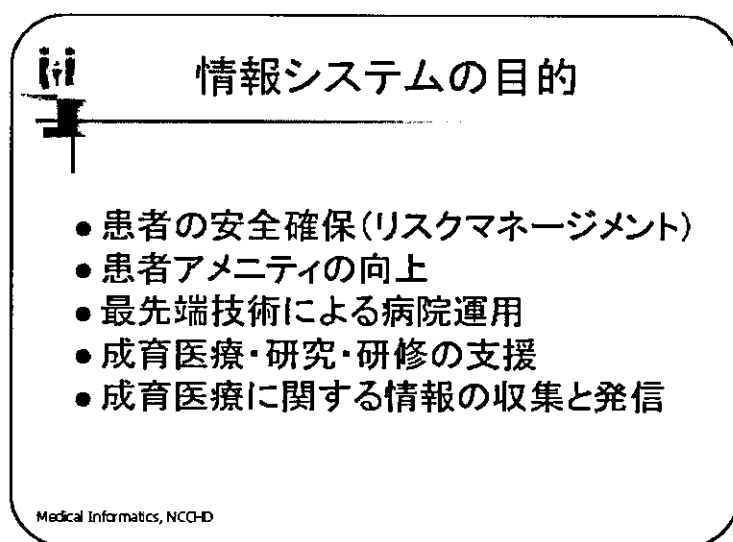 情報システムの目的
●患者の安全確保(リスクマネージメント)
●患者アメニティの向上
●最先端技術による病院運用
●成育医療・研究・研修の支援
●成育医療に関する情報の収集と発信
Medical Informatics, NCCHD